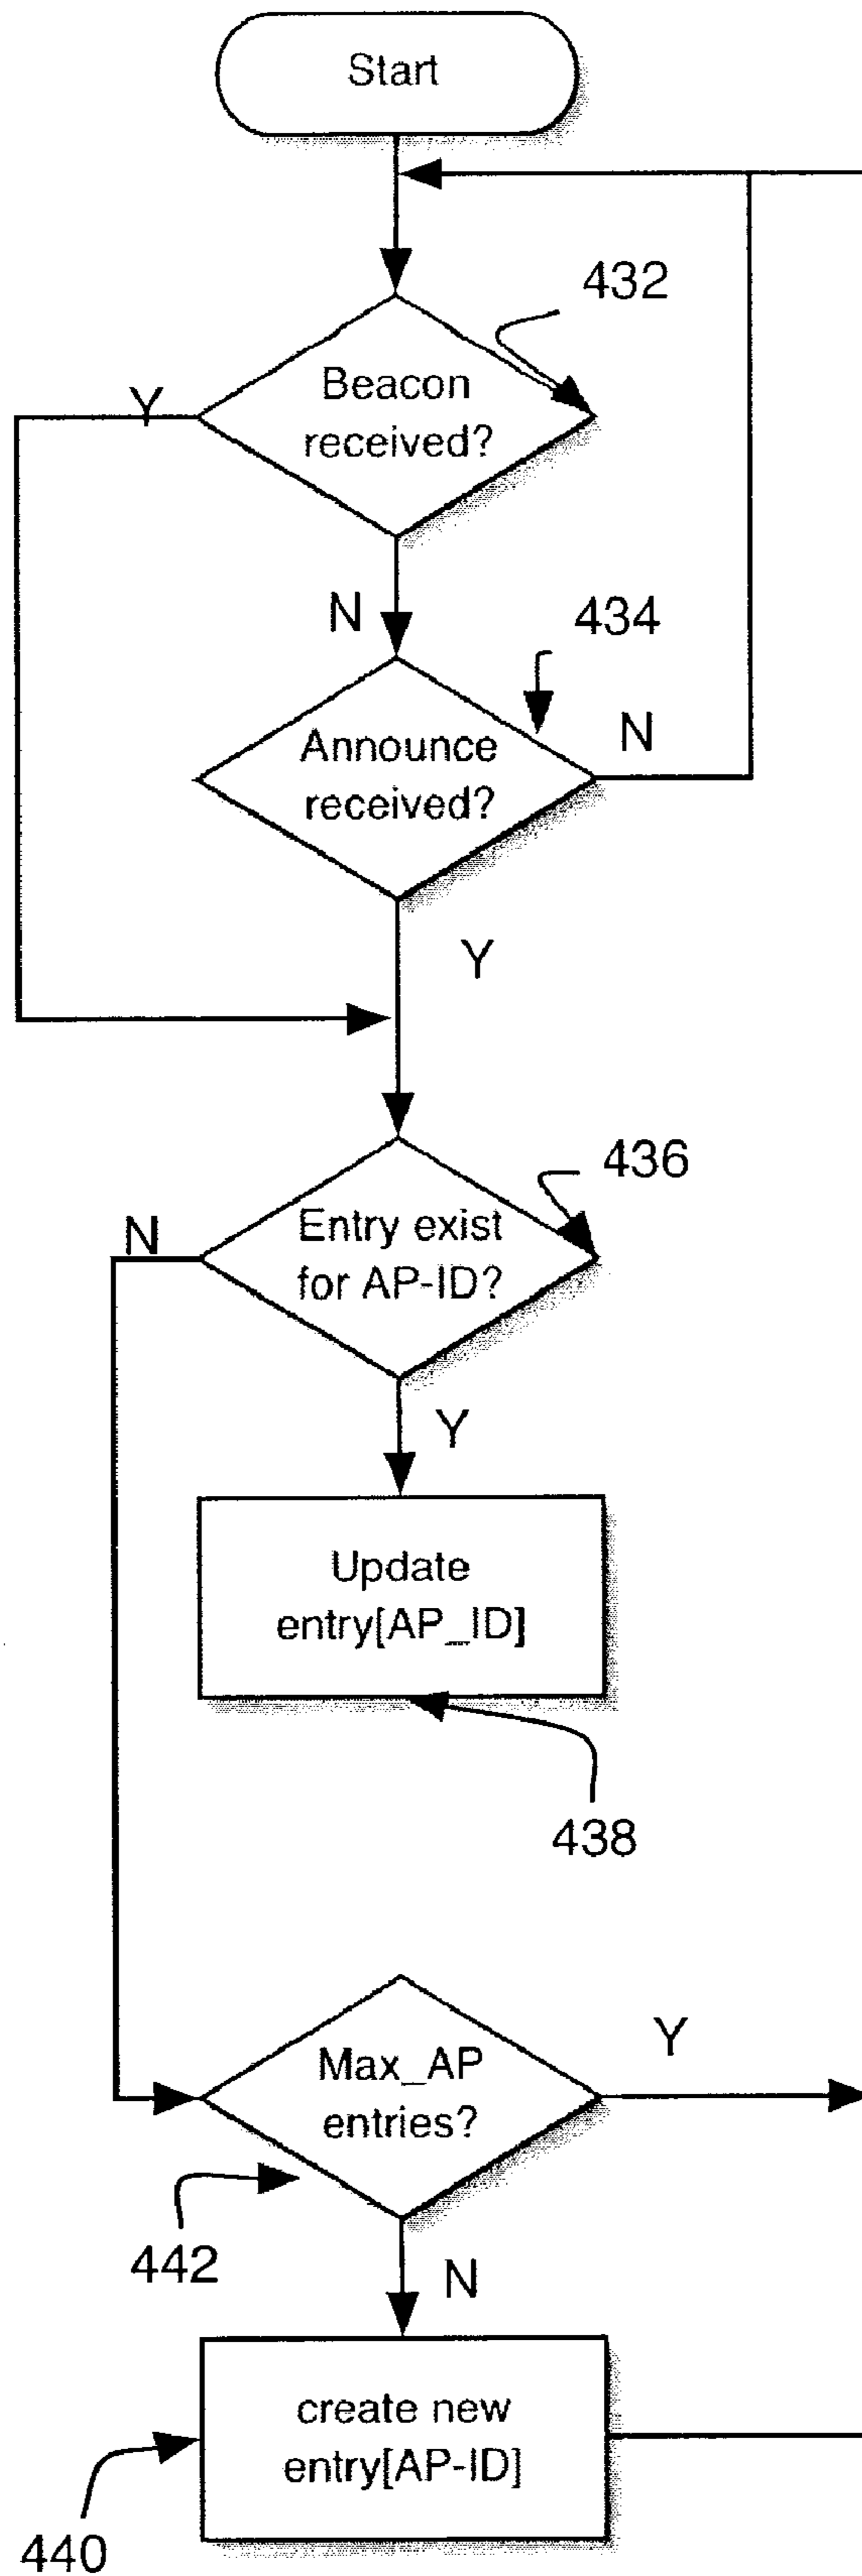 Start
432
Beacon
received?
Y
N
434
Announce
received?
N
Y
436
Entry exist
for AP-ID?
N
Y
Update
entry[AP_ID]
438
Max_AP
entries?
Y
442
N
create new
entry[AP-ID]
440